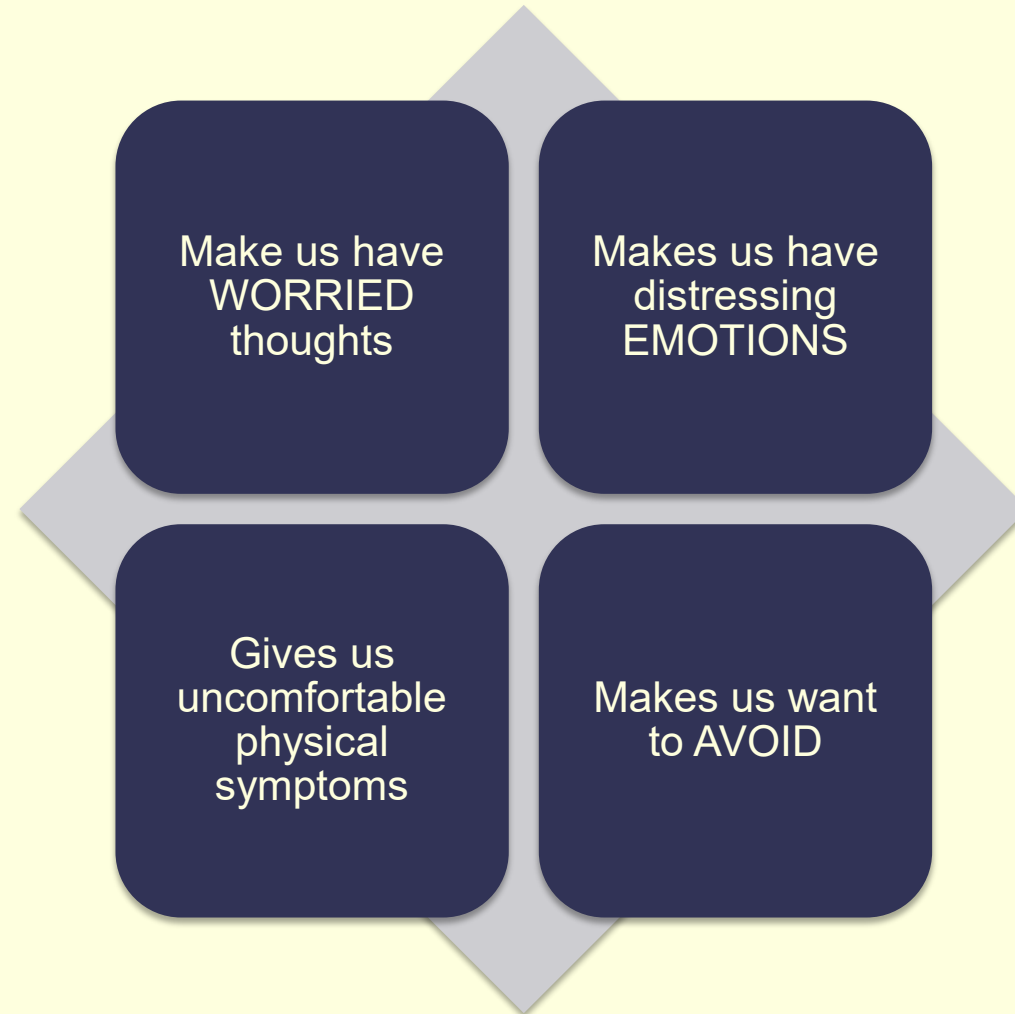 Make us have
WORRIED
thoughts
Makes us have
distressing
EMOTIONS
Gives us
uncomfortable
physical
symptoms
Makes us want
to AVOID